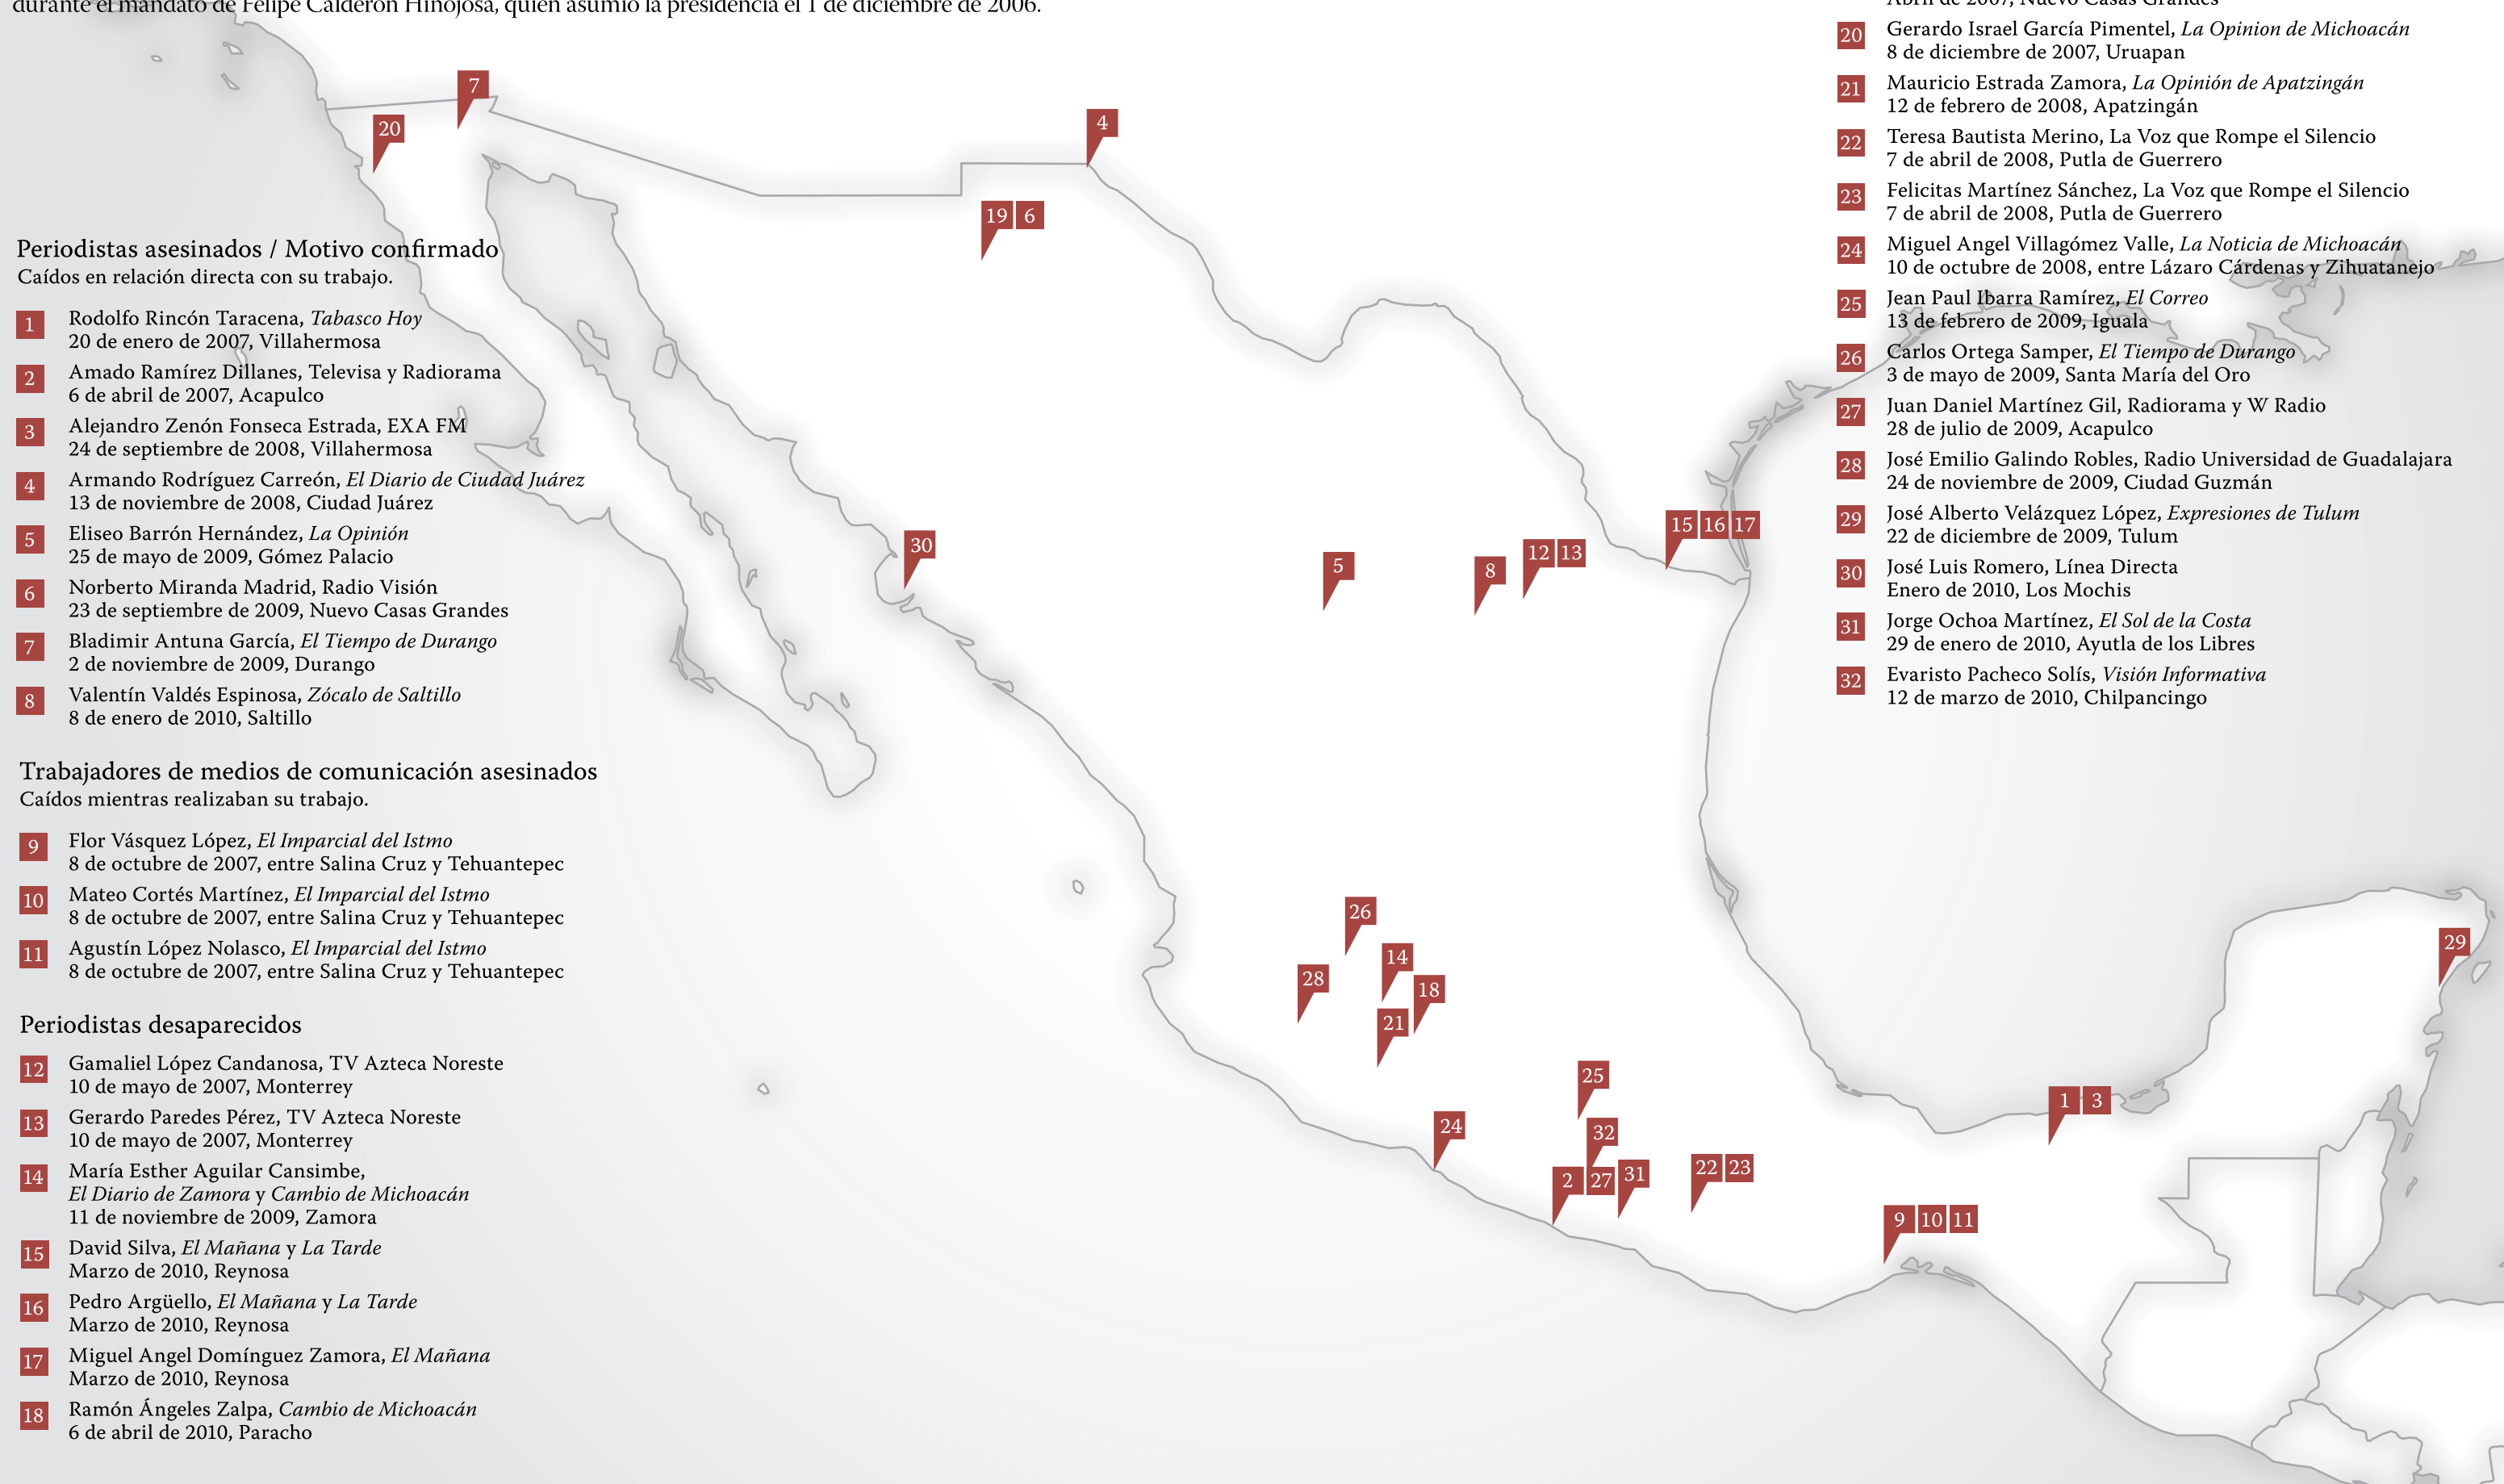 durante el mandato de Felipe Calderón Hinojosa, quien asumió la presidencia el 1 de diciembre de 2006.
Periodistas asesinados / Motivo confirmado
Caídos en relación directa con su trabajo.
1 Rodolfo Rincón Taracena, Tabasco Hoy
20 de enero de 2007, Villahermosa
2 Amado Ramírez Dillanes, Televisa y Radiorama
6 de abril de 2007, Acapulco
3 Alejandro Zenón Fonseca Estrada, EXA FM
24 de septiembre de 2008, Villahermosa
4 Armando Rodríguez Carreón, El Diario de Ciudad Juárez
13 de noviembre de 2008, Ciudad Juárez
5 Eliseo Barrón Hernández, La Opinión
25 de mayo de 2009, Gómez Palacio
6 Norberto Miranda Madrid, Radio Visión
23 de septiembre de 2009, Nuevo Casas Grandes
7 Bladimir Antuna García, El Tiempo de Durango
2 de noviembre de 2009, Durango
8 Valentín Valdés Espinosa, Zócalo de Saltillo
8 de enero de 2010, Saltillo
Trabajadores de medios de comunicación asesinados
Caídos mientras realizaban su trabajo.
9 Flor Vásquez López, El Imparcial del Istmo
8 de octubre de 2007, entre Salina Cruz y Tehuantepec
10 Mateo Cortés Martínez, El Imparcial del Istmo
8 de octubre de 2007, entre Salina Cruz y Tehuantepec
11 Agustín López Nolasco, El Imparcial del Istmo
8 de octubre de 2007, entre Salina Cruz y Tehuantepec
Periodistas desaparecidos
12 Gamaliel López Candanosa, TV Azteca Noreste
10 de mayo de 2007, Monterrey
13 Gerardo Paredes Pérez, TV Azteca Noreste
10 de mayo de 2007, Monterrey
14 María Esther Aguilar Cansimbe,
El Diario de Zamora y Cambio de Michoacán
11 de noviembre de 2009, Zamora
15 David Silva, El Mañana y La Tarde
Marzo de 2010, Reynosa
16 Pedro Argüello, El Mañana y La Tarde
Marzo de 2010, Reynosa
17 Miguel Angel Domínguez Zamora, El Mañana
Marzo de 2010, Reynosa
18 Ramón Ángeles Zalpa, Cambio de Michoacán
6 de abril de 2010, Paracho
7
20
4
19 6
30
5
8
12 13
15 16 17
26
14
28
18
21
25
24
32
2 27 31
22 23
9 10 11
1 3
29
Abril de 2007, Nuevo Casas Grandes
20 Gerardo Israel García Pimentel, La Opinion de Michoacán
8 de diciembre de 2007, Uruapan
21 Mauricio Estrada Zamora, La Opinión de Apatzingán
12 de febrero de 2008, Apatzingán
22 Teresa Bautista Merino, La Voz que Rompe el Silencio
7 de abril de 2008, Putla de Guerrero
23 Felicitas Martínez Sánchez, La Voz que Rompe el Silencio
7 de abril de 2008, Putla de Guerrero
24 Miguel Angel Villagómez Valle, La Noticia de Michoacán
10 de octubre de 2008, entre Lázaro Cárdenas y Zihuatanejo
25 Jean Paul Ibarra Ramírez, El Correo
13 de febrero de 2009, Iguala
26 Carlos Ortega Samper, El Tiempo de Durango
3 de mayo de 2009, Santa María del Oro
27 Juan Daniel Martínez Gil, Radiorama y W Radio
28 de julio de 2009, Acapulco
28 José Emilio Galindo Robles, Radio Universidad de Guadalajara
24 de noviembre de 2009, Ciudad Guzmán
29 José Alberto Velázquez López, Expresiones de Tulum
22 de diciembre de 2009, Tulum
30 José Luis Romero, Línea Directa
Enero de 2010, Los Mochis
31 Jorge Ochoa Martínez, El Sol de la Costa
29 de enero de 2010, Ayutla de los Libres
32 Evaristo Pacheco Solís, Visión Informativa
12 de marzo de 2010, Chilpancingo